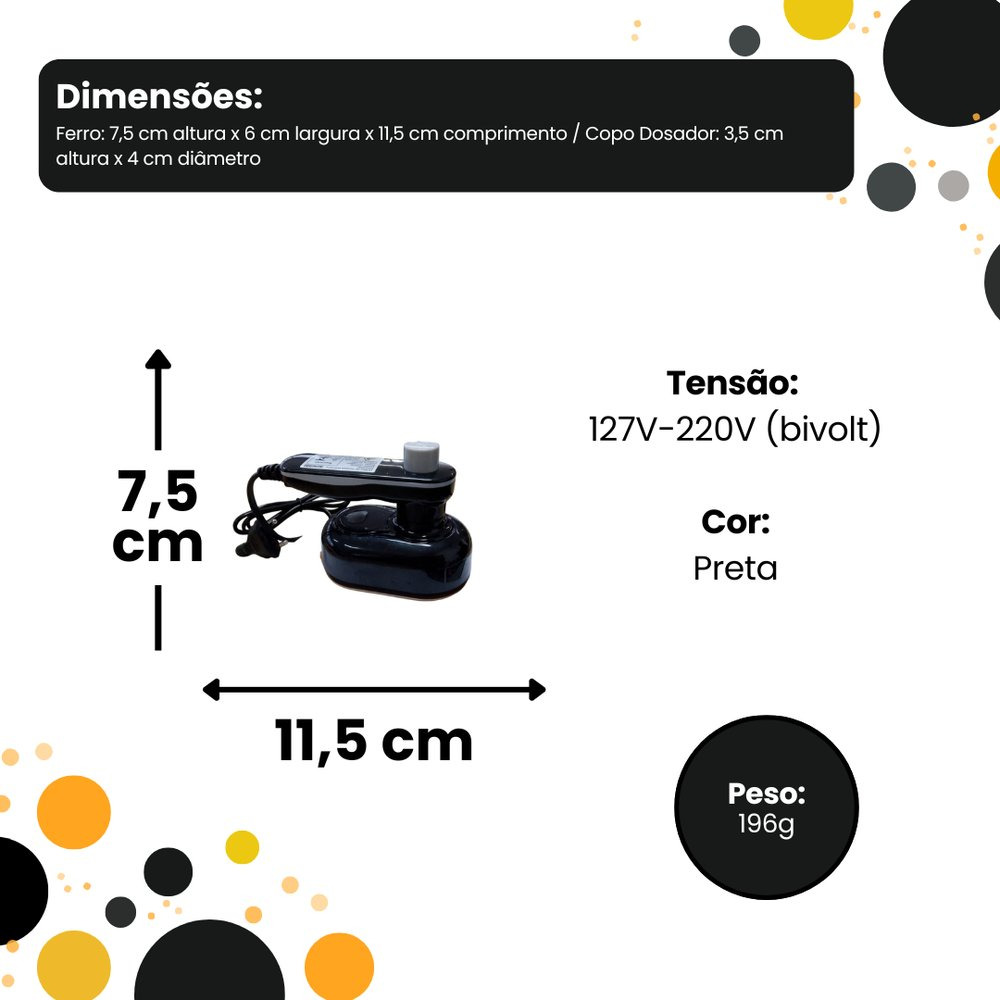 Dimensões:
Ferro: 7,5 cm altura x 6 cm largura x 11,5 cm comprimento / Copo Dosador: 3,5 cm
altura x 4 cm diâmetro
Tensão:
127V-220V (bivolt)
7,5
cm
Cor:
Preta
11,5 cm
Peso:
196g